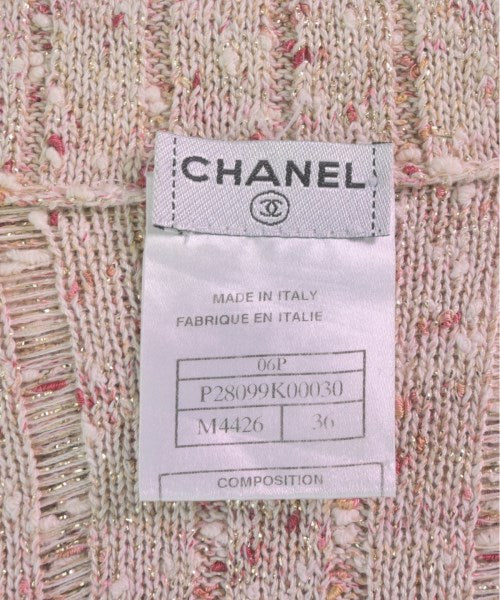 CHANEL
MADE IN ITALY
FABRIQUE EN ITALIE
06P
P28099K00030
M4426 36
COMPOSITION